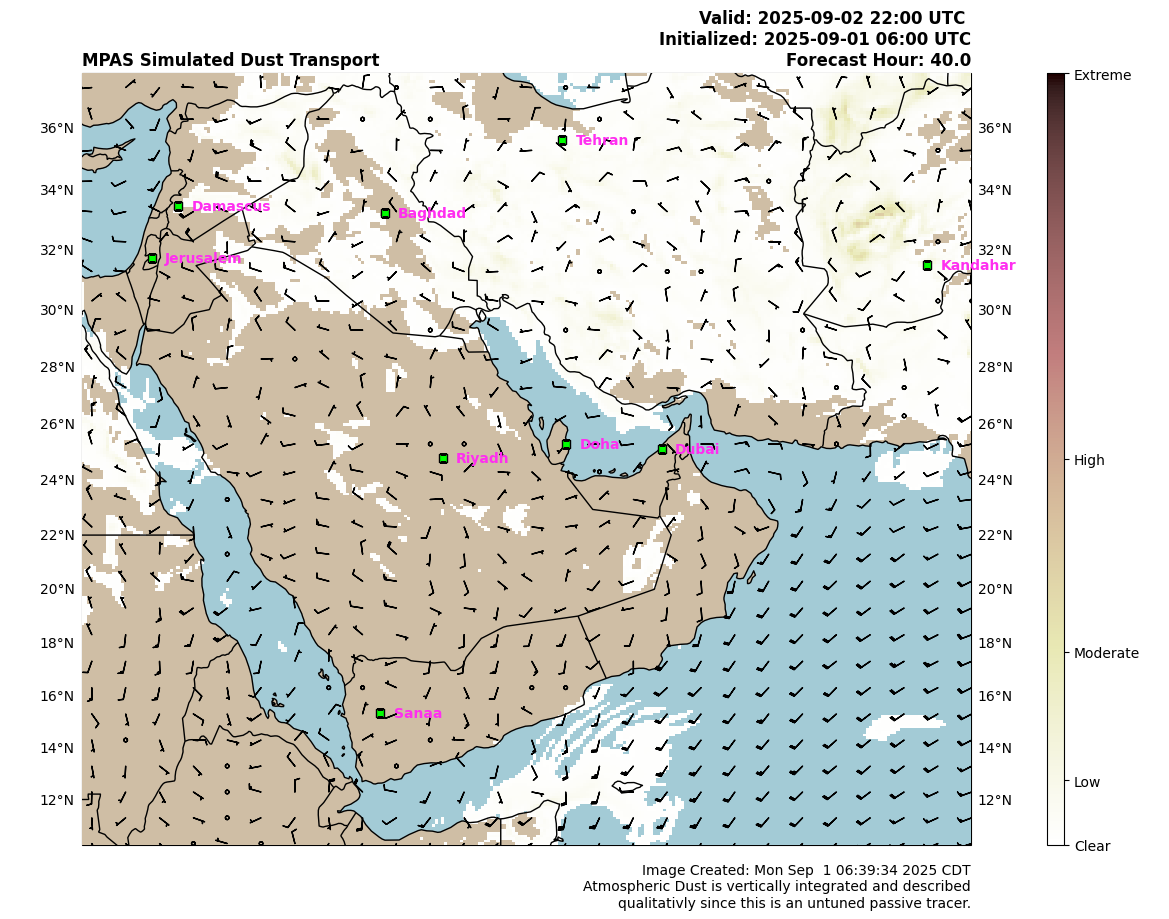 Valid: 2025-09-02 22:00 UTC
Initialized: 2025-09-01 06:00 UTC
MPAS Simulated Dust Transport
Forecast Hour: 40.0
Extreme
High
Moderate
Low
Clear
36°N
34°N
32°N
30°N
28°N
26°N
24°N
22°N
20°N
18°N
16°N
14°N
12°N
36°N
34°N
32°N
30°N
28°N
26°N
24°N
22°N
20°N
18°N
16°N
14°N
12°N
Tehran
Damascus
Baghdad
Jerusalem
Kandahar
Doha
Dubai
Riyadh
Sanaa
Image Created: Mon Sep  1 06:39:34 2025 CDT
Atmospheric Dust is vertically integrated and described
qualitativly since this is an untuned passive tracer.